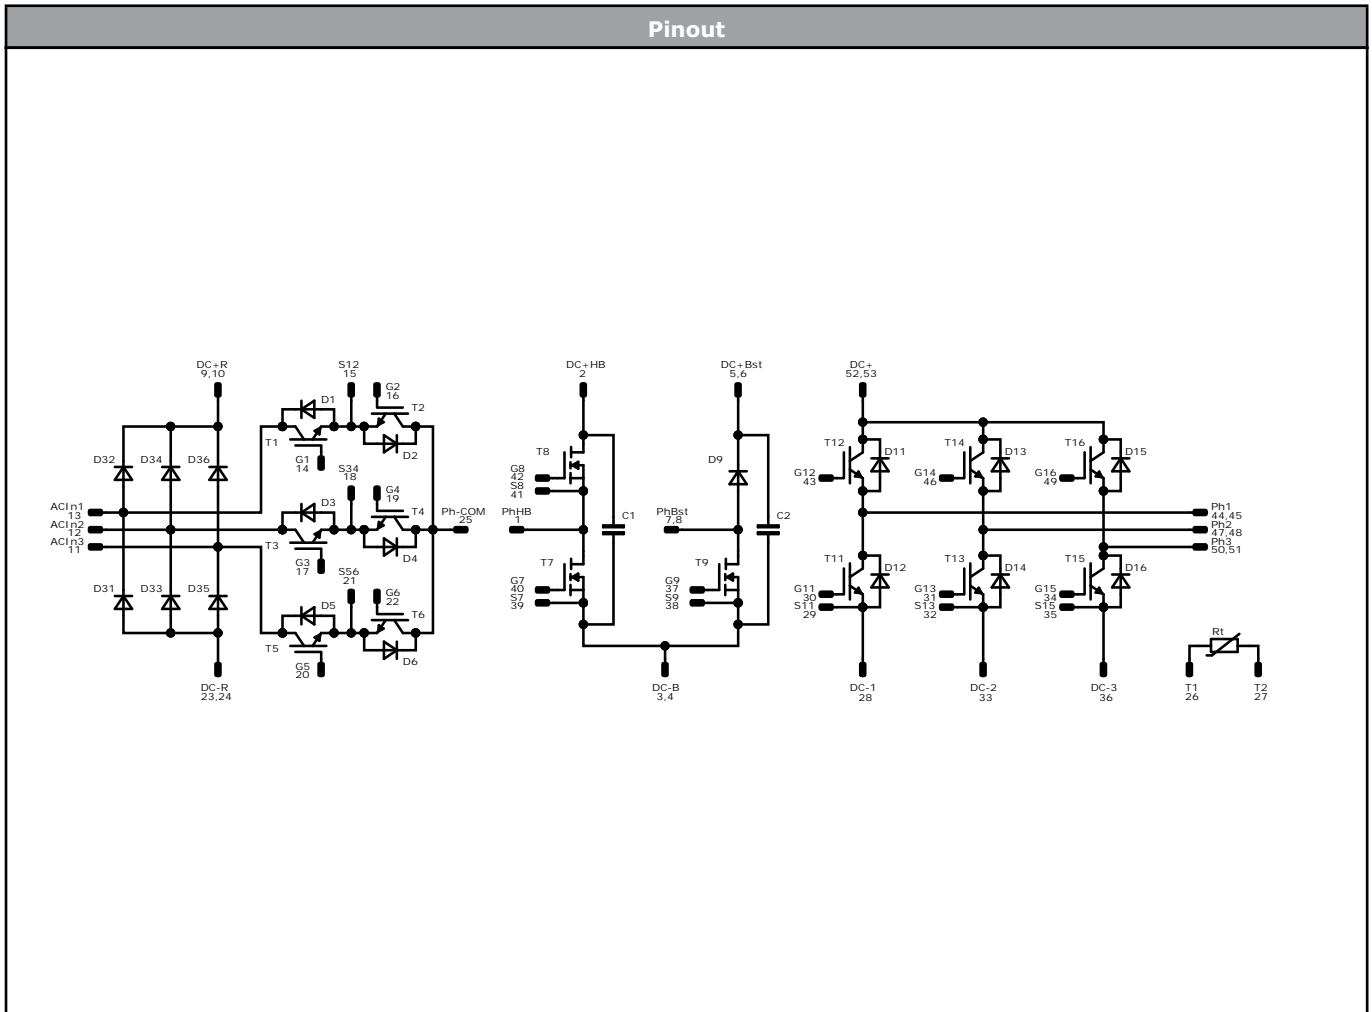 Pinout
DC+R
9,10
S12
15
G2
16
DC+HB
2
DC+Bst
5,6
DC+
52,53
D1
T2
T1
D2
G1
14
D32
D34
D36
S34
18
G4
19
T8
G8
42
S8
41
D9
T12
D11
G12
43
T14
D13
G14
46
T16
D15
G16
49
ACIn1
13
ACIn2
12
ACIn3
11
D3
T4
T3
D4
G3
17
Ph-COM
25
PhHB
1
C1
PhBst
7,8
C2
Ph1
44,45
Ph2
47,48
Ph3
50,51
S56
21
G6
22
D31
D33
D35
D5
T6
T5
D6
G5
20
T7
G7
40
S7
39
T9
G9
37
S9
38
T11
D12
G11
30
S11
29
T13
D14
G13
31
S13
32
T15
D16
G15
34
S15
35
Rt
DC-R
23,24
DC-B
3,4
DC-1
28
DC-2
33
DC-3
36
T1
26
T2
27